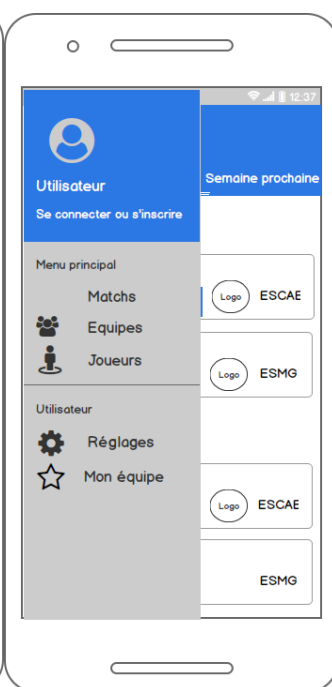 12:37
Utilisateur
Se connecter ou s'inscrire
Semaine prochaine
Menu principal
Matchs
Equipes
Joueurs
Utilisateur
Réglages
Mon équipe
Logo ESCAE
Logo ESMG
Logo ESCAE
ESMG